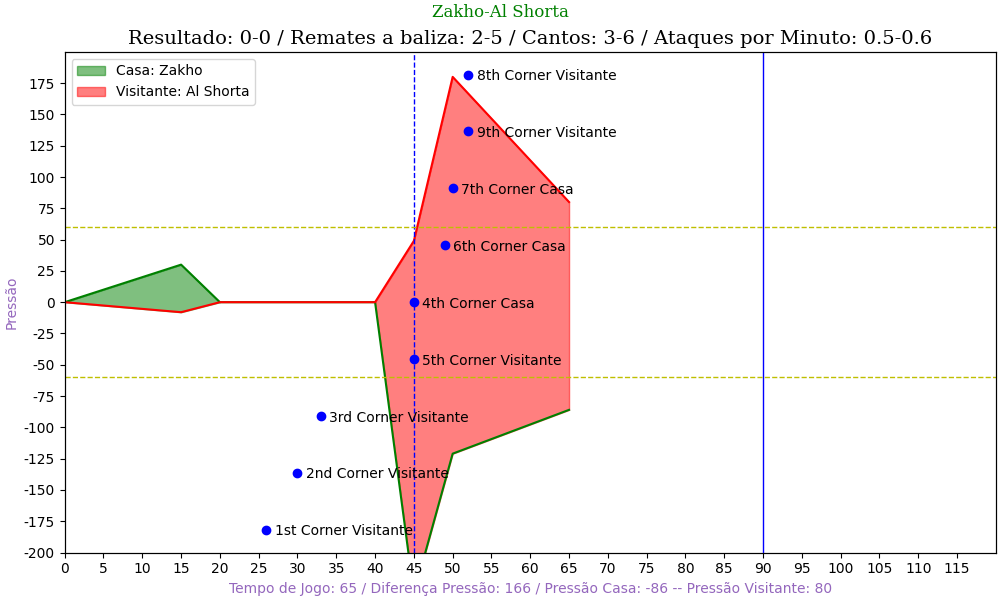 Zakho-Al Shorta
Resultado: 0-0 / Remates a baliza: 2-5 / Cantos: 3-6 / Ataques por Minuto: 0.5-0.6
Casa: Zakho
Visitante: Al Shorta
Pressão
175
150
125
100
75
50
25
0
-25
-50
-75
-100
-125
-150
-175
-200
8th Corner Visitante
9th Corner Visitante
7th Corner Casa
6th Corner Casa
4th Corner Casa
5th Corner Visitante
3rd Corner Visitante
2nd Corner Visitante
1st Corner Visitante
0 5 10 15 20 25 30 35 40 45 50 55 60 65 70 75 80 85 90 95 100 105 110 115
Tempo de Jogo: 65 / Diferença Pressão: 166 / Pressão Casa: -86 -- Pressão Visitante: 80